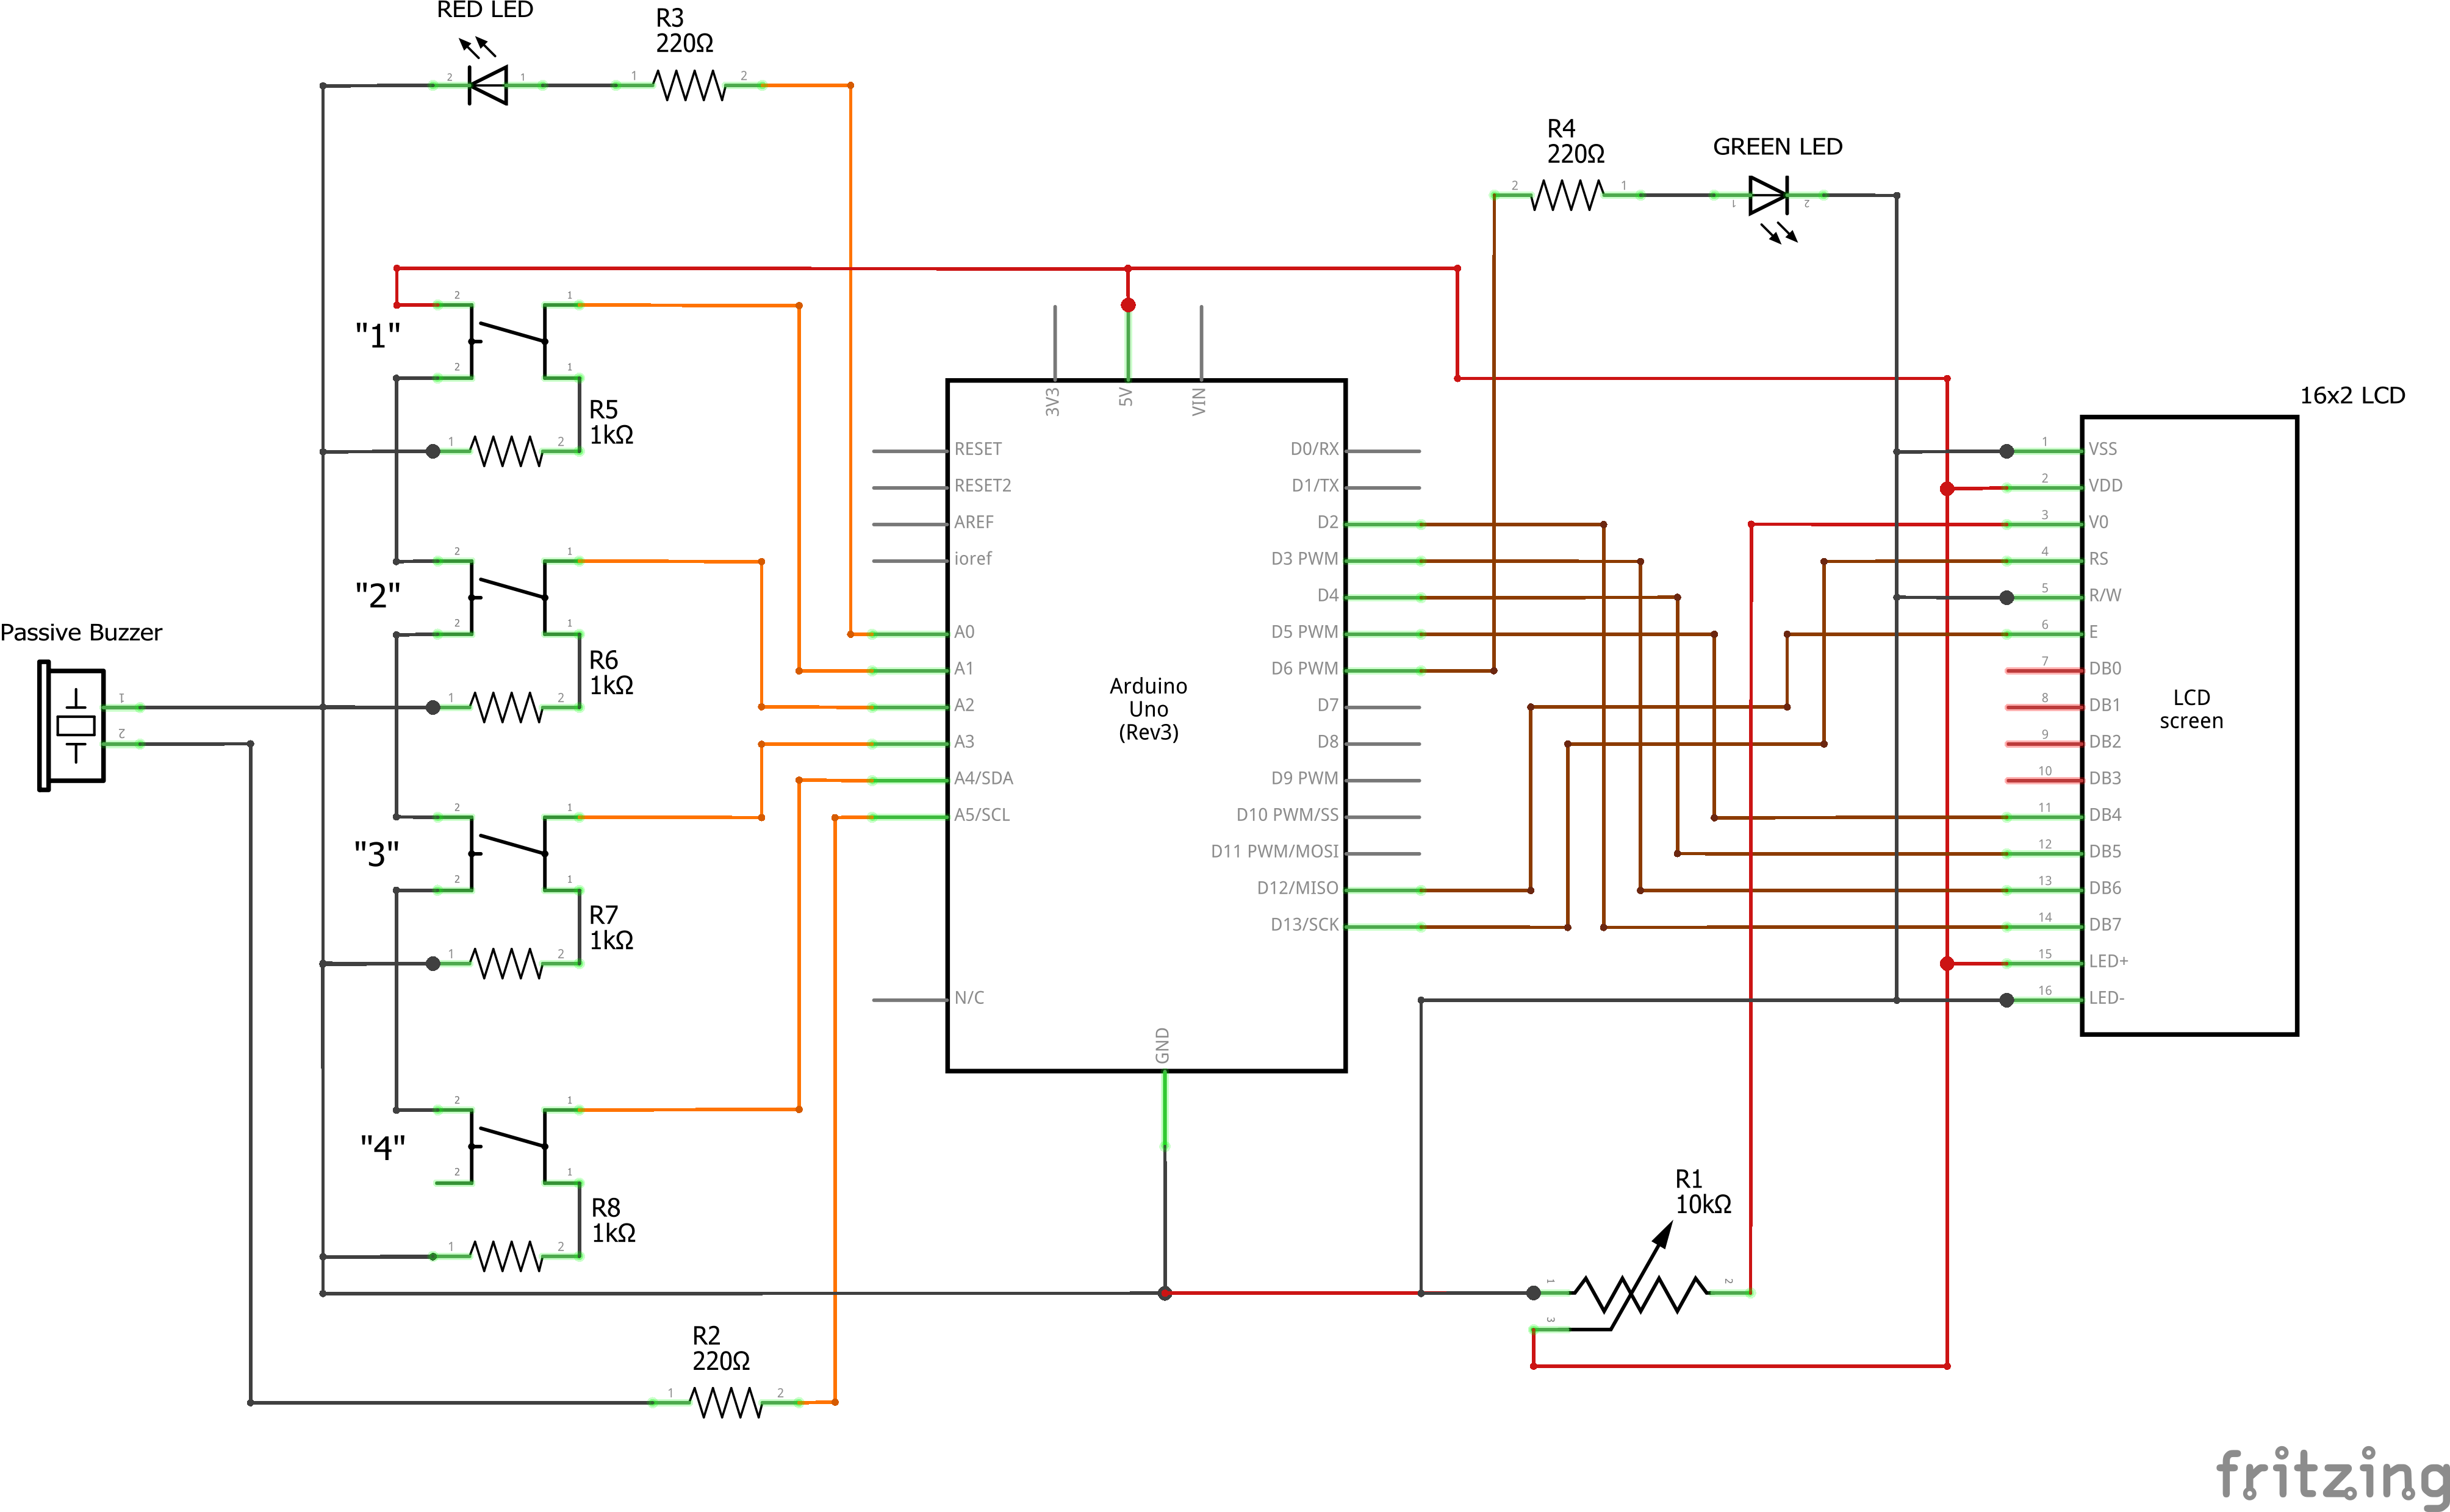 RED LED
R3
220Ω
2
1
1
2
R4
220Ω
GREEN LED
2
1
1
2
2
1
"1"
2
1
R5
1kΩ
1
2
2
1
"2"
2
1
R6
1kΩ
1
2
Passive Buzzer
1
2
2
1
"3"
2
1
R7
1kΩ
1
2
2
1
"4"
2
1
R8
1kΩ
1
2
R2
220Ω
1
2
3V3
5V
VIN
RESET
RESET2
AREF
ioref
A0
A1
A2
A3
A4/SDA
A5/SCL
N/C
Arduino
Uno
(Rev3)
GND
D0/RX
D1/TX
D2
D3 PWM
D4
D5 PWM
D6 PWM
D7
D8
D9 PWM
D10 PWM/SS
D11 PWM/MOSI
D12/MISO
D13/SCK
R1
10kΩ
1
2
3
16x2 LCD
1 VSS
2 VDD
3 V0
4 RS
5 R/W
6 E
7 DB0
8 DB1
9 DB2
10 DB3
11 DB4
12 DB5
13 DB6
14 DB7
15 LED+
16 LED-
LCD
screen
fritzing